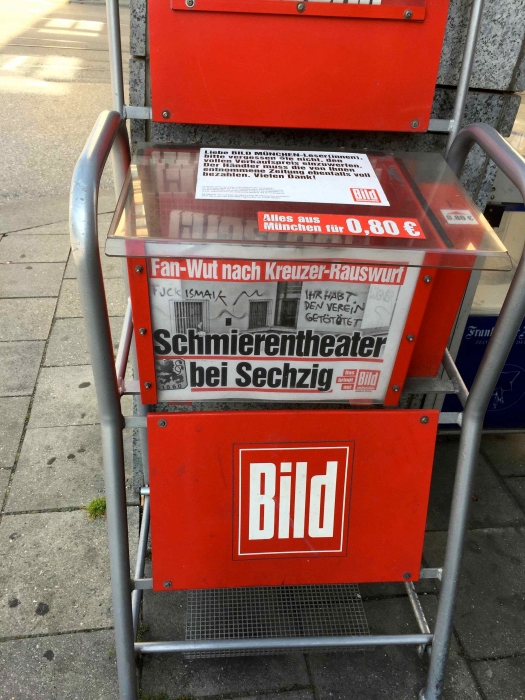 Liebe BILD MÜNCHEN-Leser(innen),
bitte vergessen Sie nicht, den
vollen Verkaufspreis einzuwerfen.
Der Händler muss die von Ihnen
entnommene Zeitung ebenfalls voll
bezahlen. Vielen Dank!
Bild
Alles aus
München für 0,80 €
0,80 €
Fan-Wut nach Kreuzer-Rauswurf
FUCK ISMAIK
IHR HABT
DEN VEREIN
GETÖTET
Schmierentheater
bei Sechzig
Bild
Bild